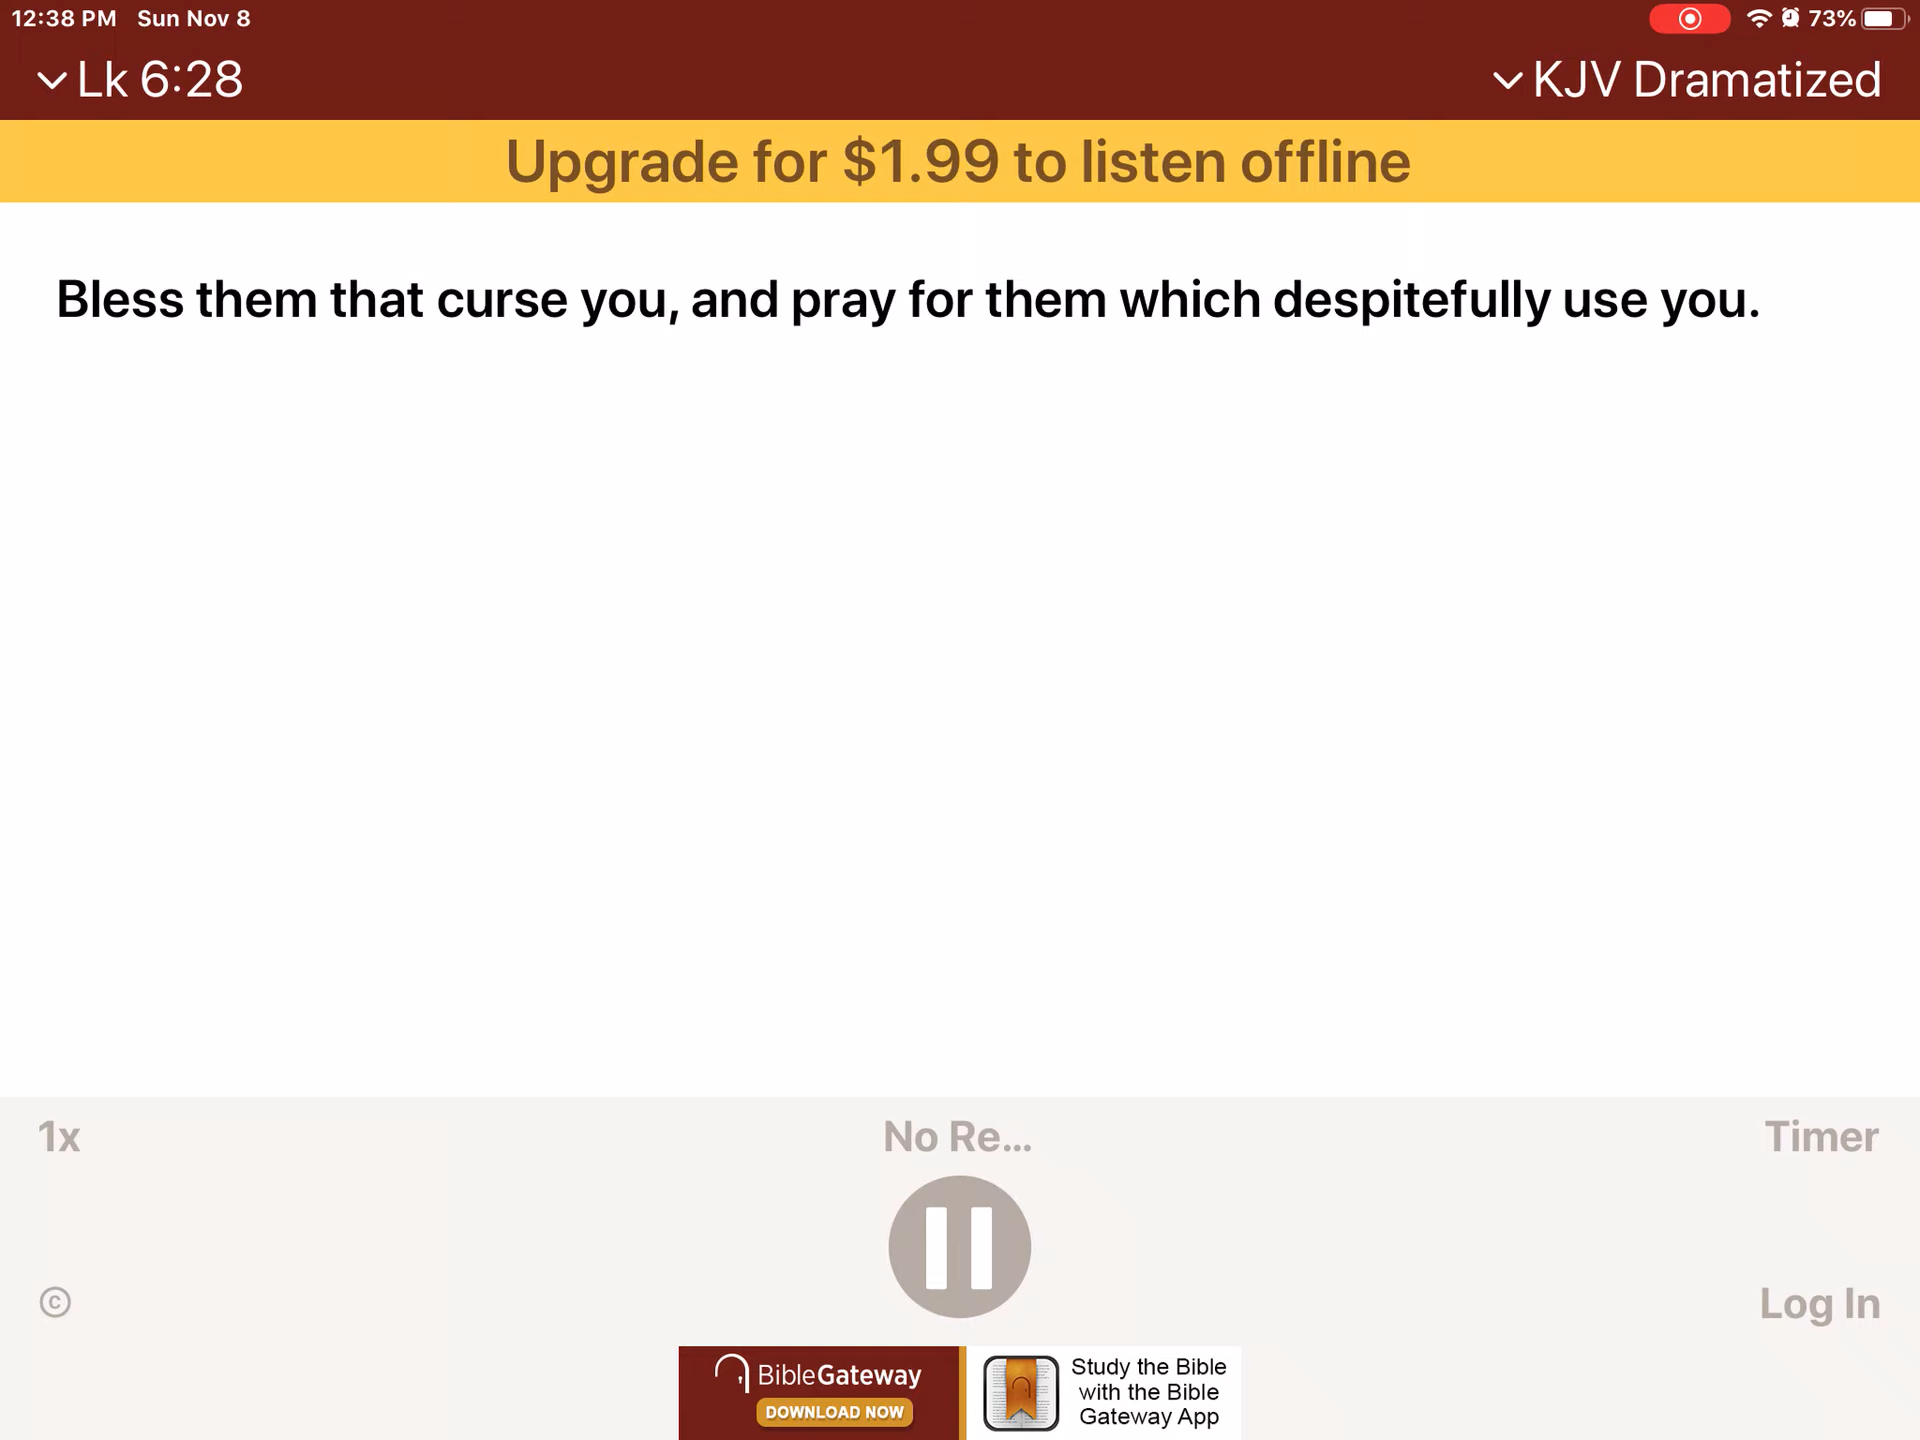 12:38 PM Sun Nov 8 73%
Lk 6:28 KJV Dramatized
Upgrade for $1.99 to listen offline
Bless them that curse you, and pray for them which despitefully use you.
1x No Re... Timer
© Log In
BibleGateway
DOWNLOAD NOW
Study the Bible
with the Bible
Gateway App